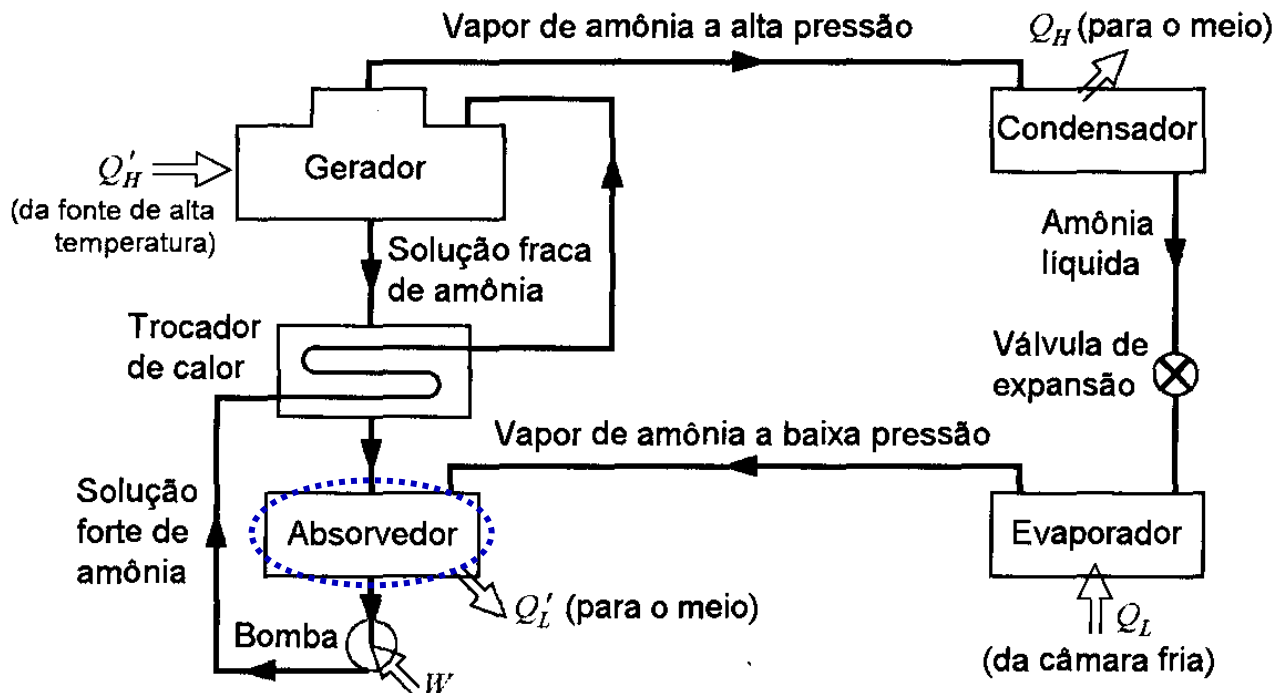 Vapor de amônia a alta pressão
Q_H (para o meio)
Condensador
Gerador
Q'_H
(da fonte de alta
temperatura)
Solução fraca
de amônia
Amônia
líquida
Trocador
de calor
Válvula de
expansão
Vapor de amônia a baixa pressão
Solução
forte de
amônia
Absorvedor
Evaporador
Q'_L (para o meio)
Q_L
(da câmara fria)
Bomba
W